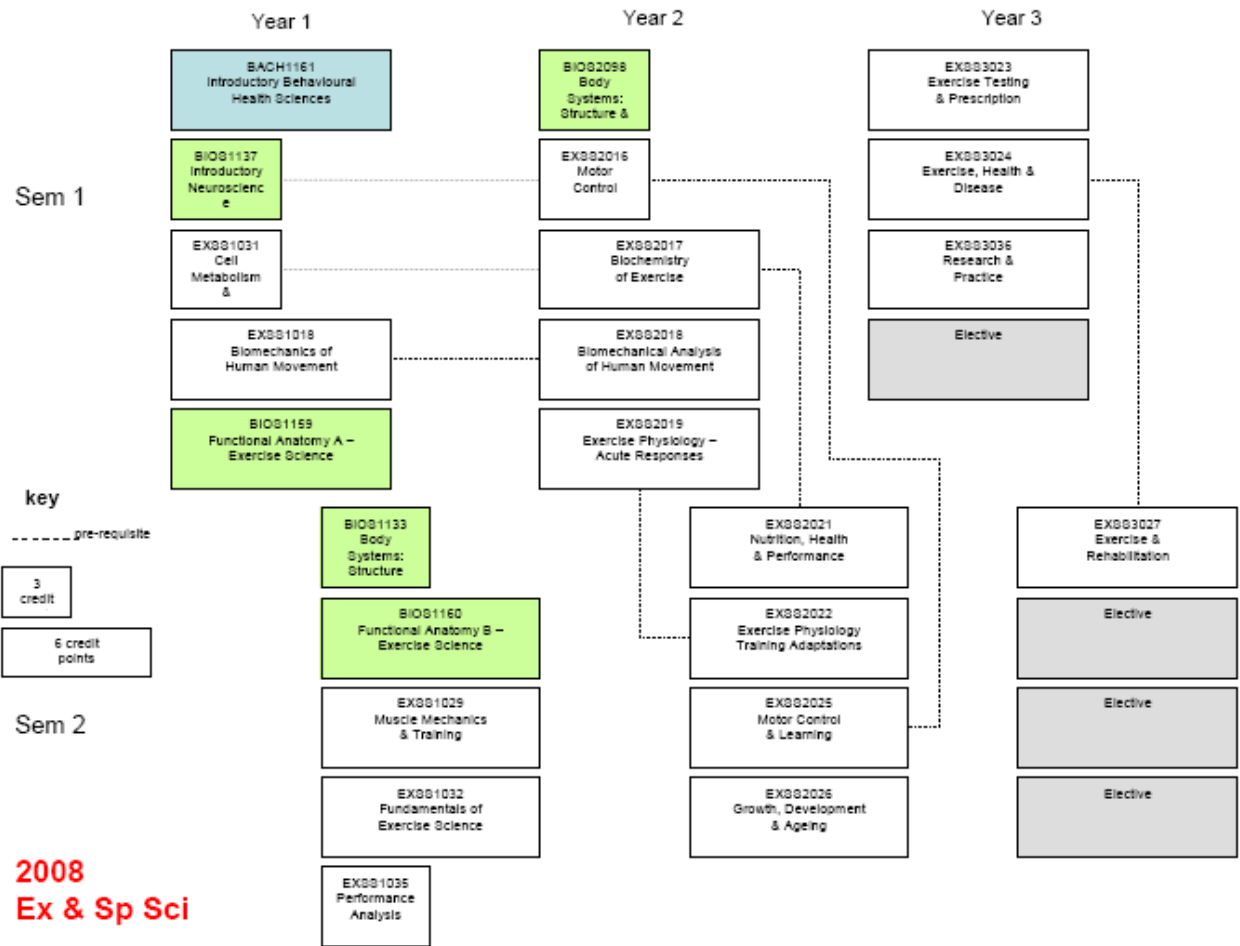 Year 1
Year 2
Year 3
Sem 1
BACH1161
Introductory Behavioural
Health Sciences
BIOS2098
Body
Systems:
Structure &
EXSS3023
Exercise Testing
& Prescription
BIOS1137
Introductory
Neuroscienc
e
EXSS2016
Motor
Control
EXSS3024
Exercise, Health &
Disease
EXSS1031
Cell
Metabolism
&
EXSS2017
Biochemistry
of Exercise
EXSS3036
Research &
Practice
EXSS1018
Biomechanics of
Human Movement
EXSS2018
Biomechanical Analysis
of Human Movement
Elective
BIOS1159
Functional Anatomy A –
Exercise Science
EXSS2019
Exercise Physiology –
Acute Responses
key
pre-requisite
3
credit
6 credit
points
Sem 2
BIOS1133
Body
Systems:
Structure
EXSS2021
Nutrition, Health
& Performance
EXSS3027
Exercise &
Rehabilitation
BIOS1160
Functional Anatomy B –
Exercise Science
EXSS2022
Exercise Physiology
Training Adaptations
Elective
EXSS1029
Muscle Mechanics
& Training
EXSS2025
Motor Control
& Learning
Elective
EXSS1032
Fundamentals of
Exercise Science
EXSS2026
Growth, Development
& Ageing
Elective
EXSS1035
Performance
Analysis
2008
Ex & Sp Sci